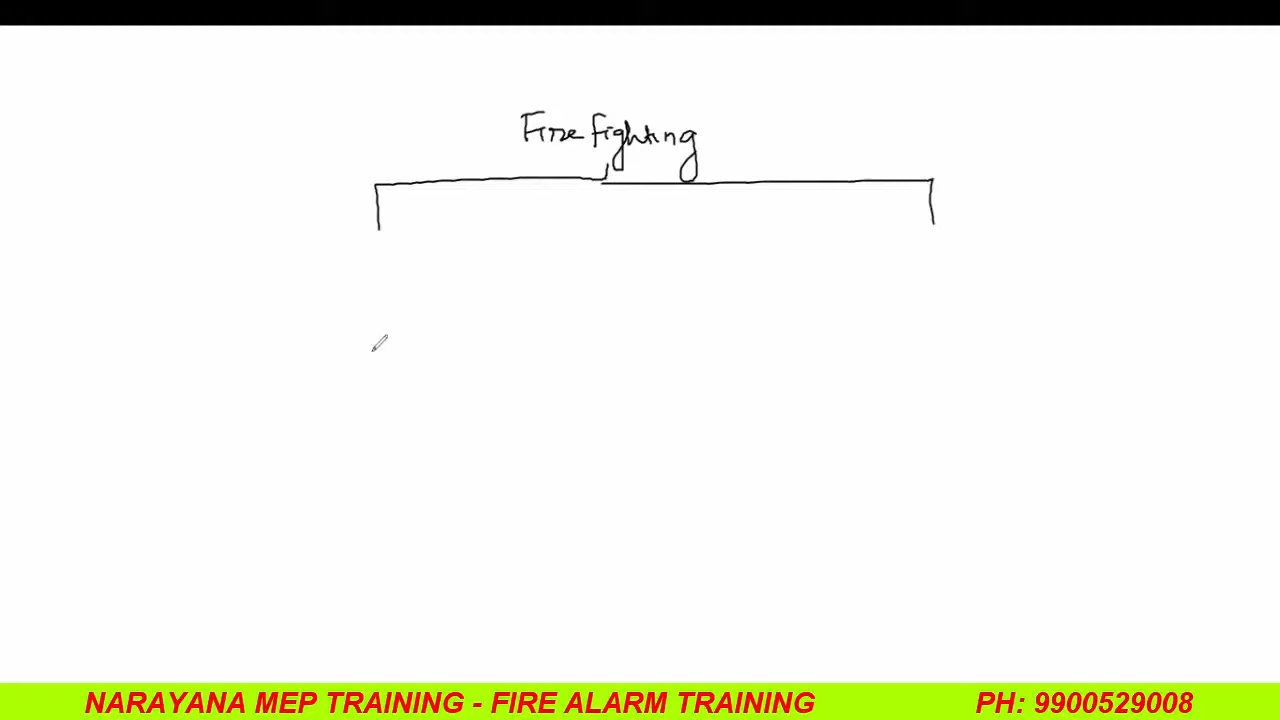 Fire fighting
NARAYANA MEP TRAINING - FIRE ALARM TRAINING PH: 9900529008